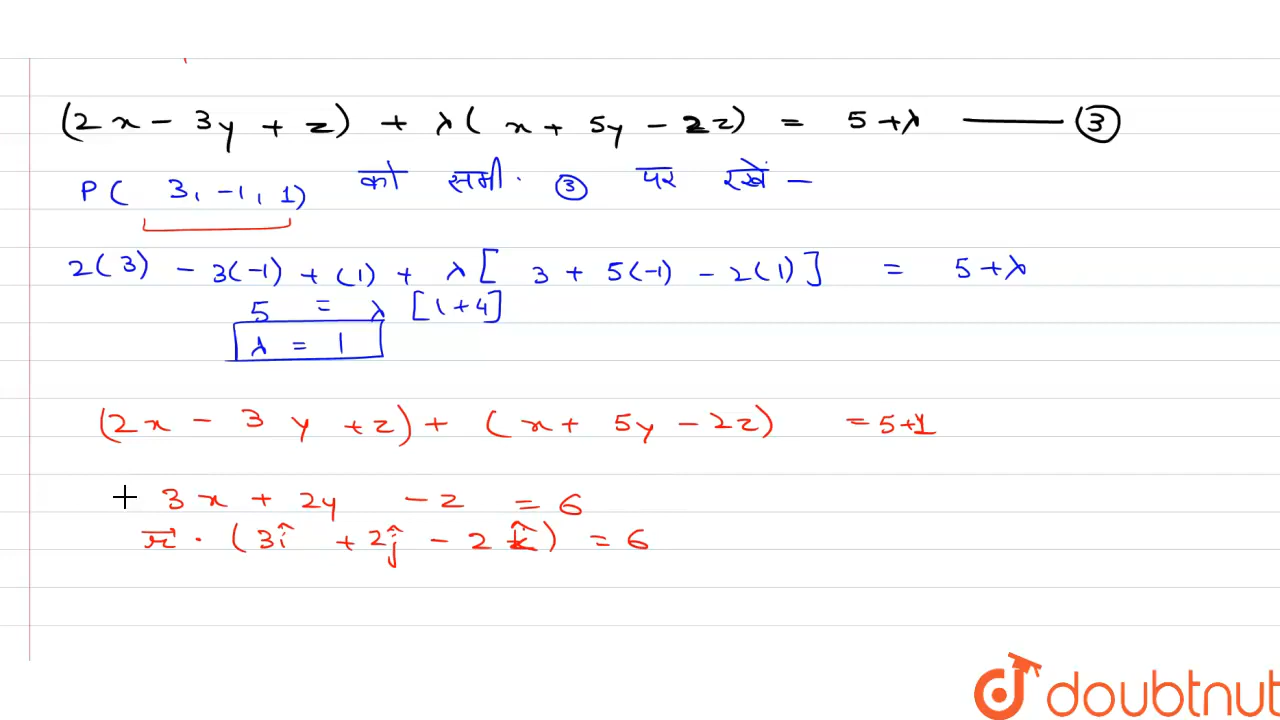 (2x - 3y + z) + λ(x + 5y - 2z) = 5 + λ —— ③
P( 3, -1, 1) को समी. ③ पर रखें -
2(3) - 3(-1) + (1) + λ[3 + 5(-1) - 2(1)] = 5 + λ
5 = λ [1 + 4]
λ = 1
(2x - 3y + z) + (x + 5y - 2z) = 5 + 1
3x + 2y - z = 6
r⃗ · (3î + 2ĵ - 2k̂) = 6
doubtnut